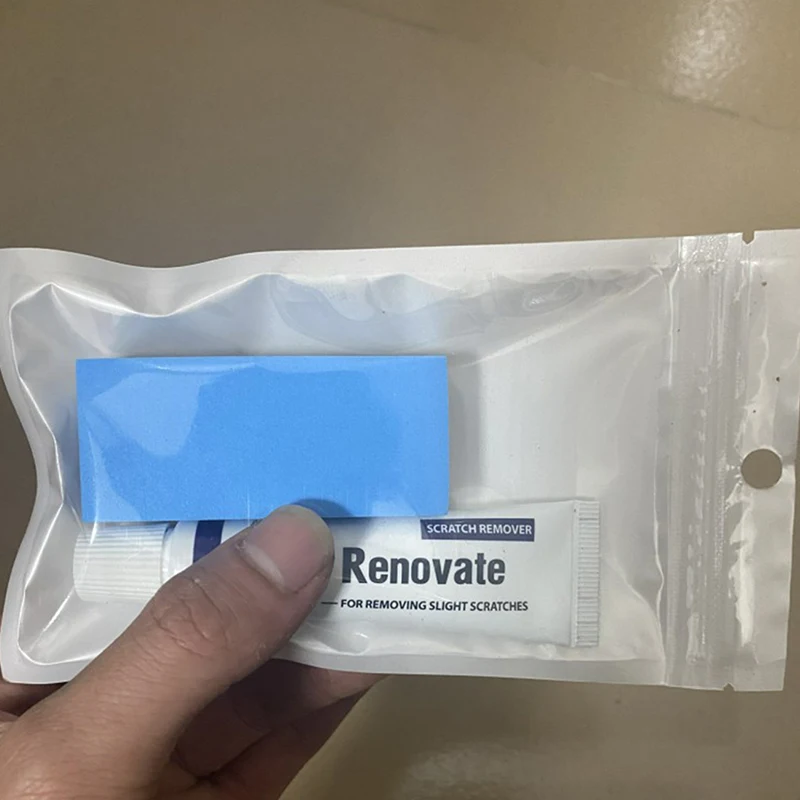 SCRATCH REMOVER
Renovate
— FOR REMOVING SLIGHT SCRATCHES